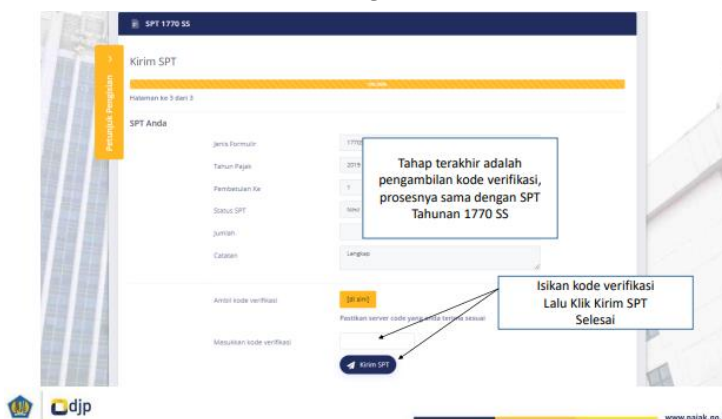 SPT 1770 SS
Petunjuk Pengisian
Kirim SPT
Halaman ke 3 dari 3
SPT Anda
Jenis Formulir
Tahun Pajak
2019
Pembetulan Ke
1
Status SPT
Jumlah
Catatan
Lengkap
Tahap terakhir adalah
pengambilan kode verifikasi,
prosesnya sama dengan SPT
Tahunan 1770 SS
Ambil kode verifikasi
[di sini]
Pastikan server code yang anda terima sesuai
Masukkan kode verifikasi
Kirim SPT
Isikan kode verifikasi
Lalu Klik Kirim SPT
Selesai
djp